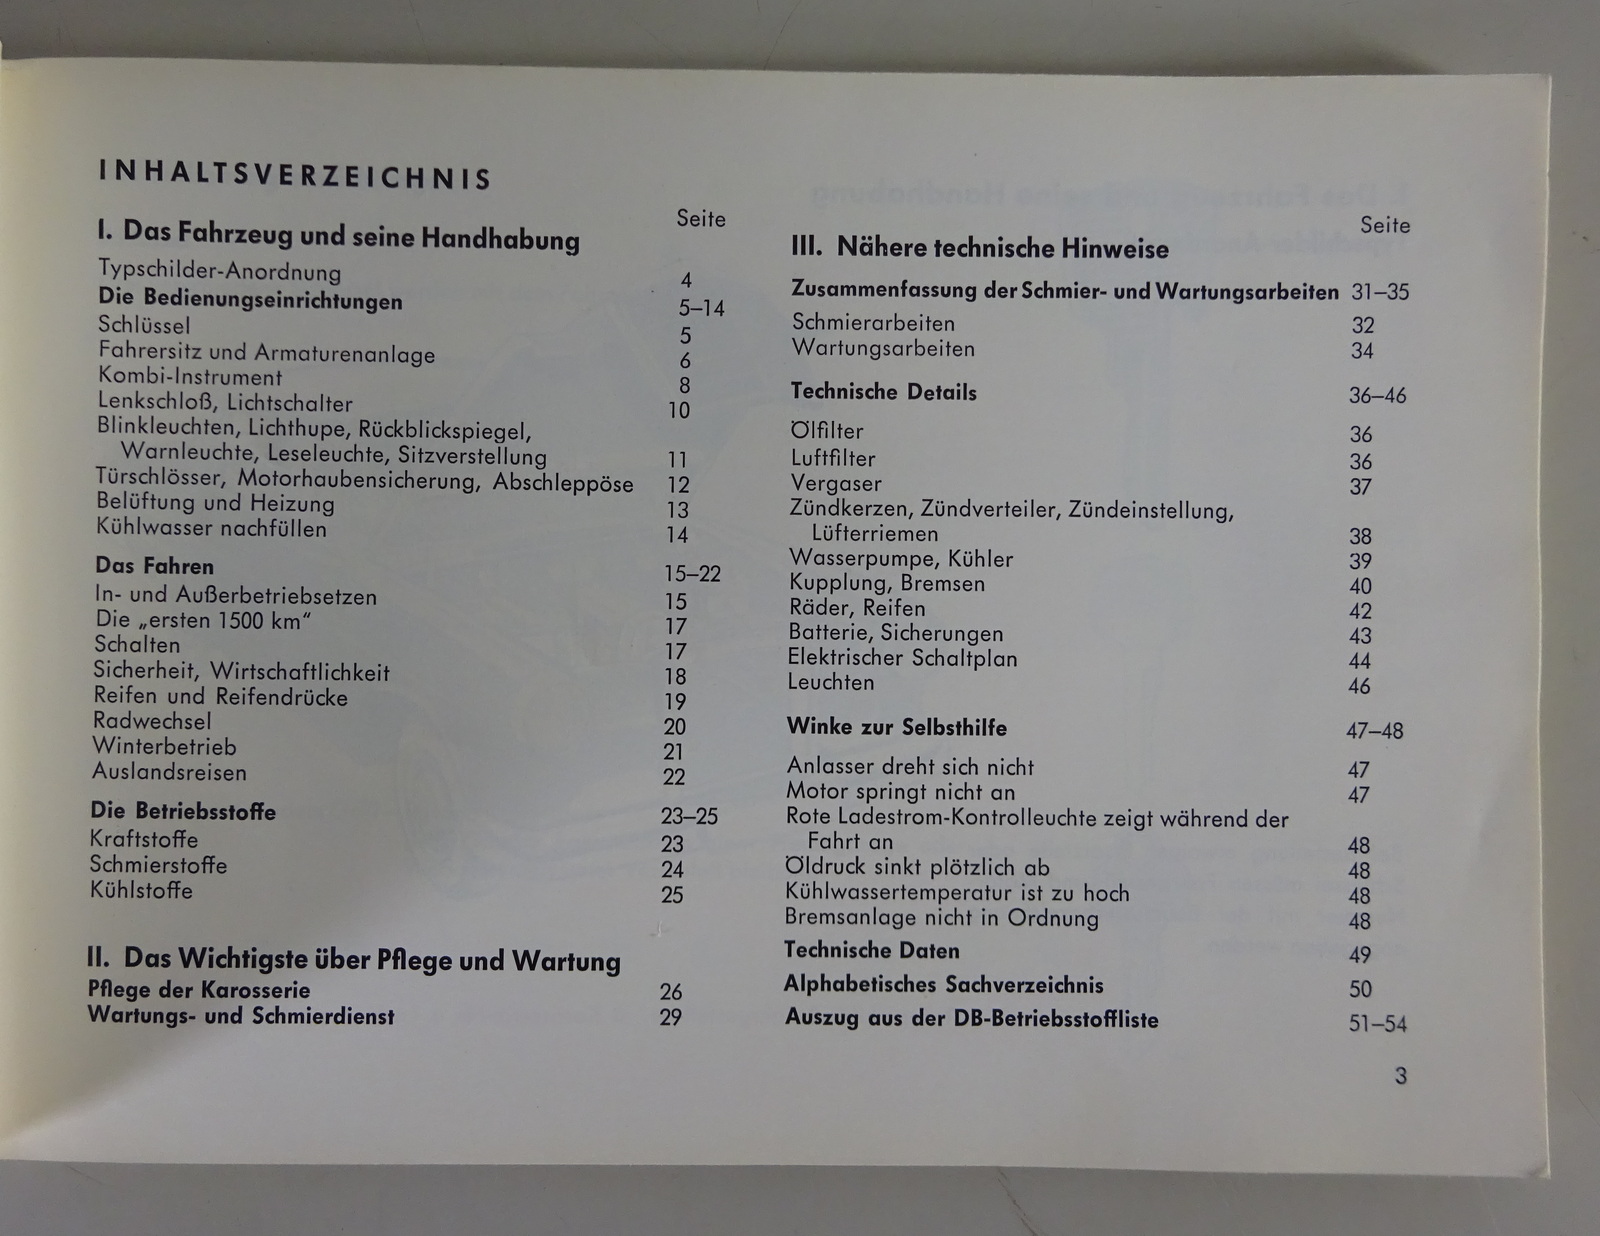 INHALTSVERZEICHNIS
Seite
I. Das Fahrzeug und seine Handhabung
Typschilder-Anordnung 4
Die Bedienungseinrichtungen 5–14
Schlüssel 5
Fahrersitz und Armaturenanlage 6
Kombi-Instrument 8
Lenkschloß, Lichtschalter 10
Blinkleuchten, Lichthupe, Rückblickspiegel,
Warnleuchte, Leseleuchte, Sitzverstellung 11
Türschlösser, Motorhaubensicherung, Abschleppöse 12
Belüftung und Heizung 13
Kühlwasser nachfüllen 14
Das Fahren 15–22
In- und Außerbetriebsetzen 15
Die „ersten 1500 km“ 17
Schalten 17
Sicherheit, Wirtschaftlichkeit 18
Reifen und Reifendrücke 19
Radwechsel 20
Winterbetrieb 21
Auslandsreisen 22
Die Betriebsstoffe 23–25
Kraftstoffe 23
Schmierstoffe 24
Kühlstoffe 25
II. Das Wichtigste über Pflege und Wartung
Pflege der Karosserie 26
Wartungs- und Schmierdienst 29
Seite
III. Nähere technische Hinweise
Zusammenfassung der Schmier- und Wartungsarbeiten 31–35
Schmierarbeiten 32
Wartungsarbeiten 34
Technische Details 36–46
Ölfilter 36
Luftfilter 36
Vergaser 37
Zündkerzen, Zündverteiler, Zündeinstellung,
Lüfterriemen 38
Wasserpumpe, Kühler 39
Kupplung, Bremsen 40
Räder, Reifen 42
Batterie, Sicherungen 43
Elektrischer Schaltplan 44
Leuchten 46
Winke zur Selbsthilfe 47–48
Anlasser dreht sich nicht 47
Motor springt nicht an 47
Rote Ladestrom-Kontrolleuchte zeigt während der
Fahrt an 48
Öldruck sinkt plötzlich ab 48
Kühlwassertemperatur ist zu hoch 48
Bremsanlage nicht in Ordnung 48
Technische Daten 49
Alphabetisches Sachverzeichnis 50
Auszug aus der DB-Betriebsstoffliste 51–54
3